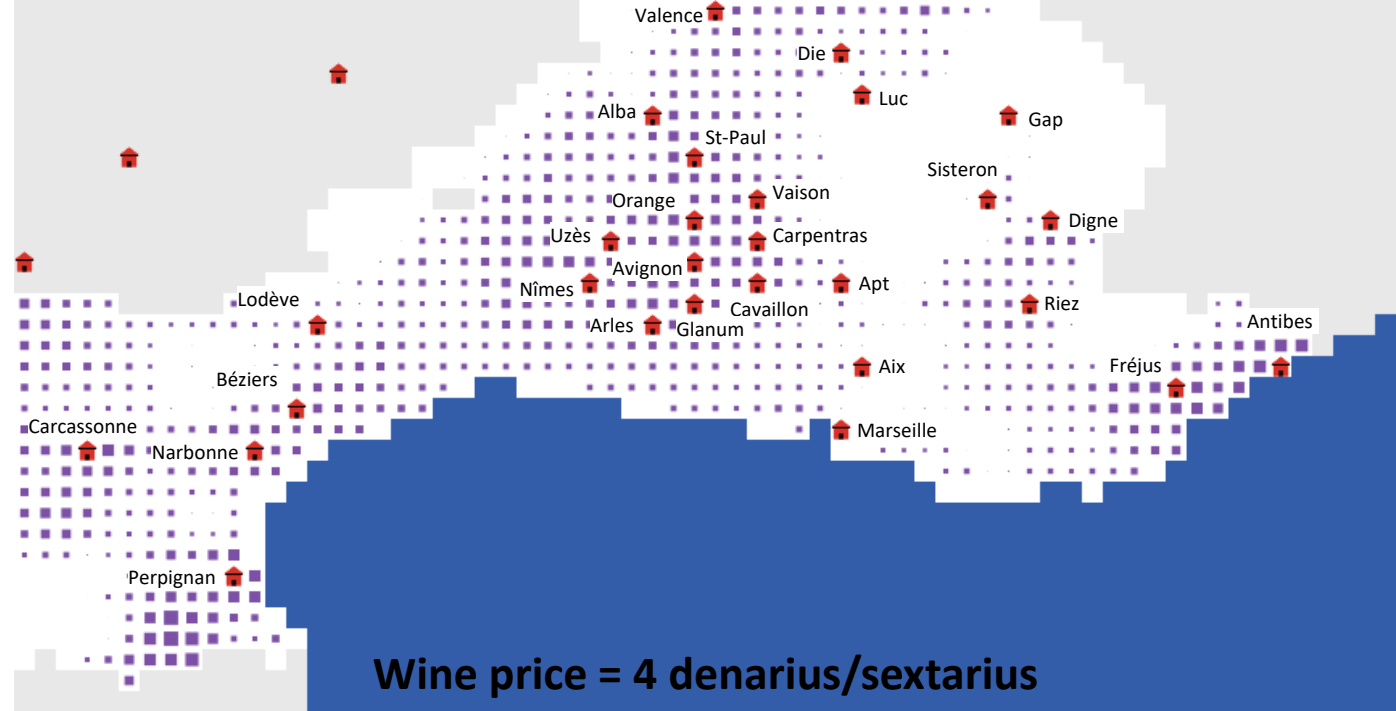 Valence
Die
Luc
Alba
Gap
St-Paul
Sisteron
Vaison
Orange
Digne
Uzès
Carpentras
Avignon
Nîmes
Apt
Lodève
Cavaillon
Riez
Arles
Glanum
Antibes
Aix
Fréjus
Béziers
Carcassonne
Marseille
Narbonne
Perpignan
Wine price = 4 denarius/sextarius